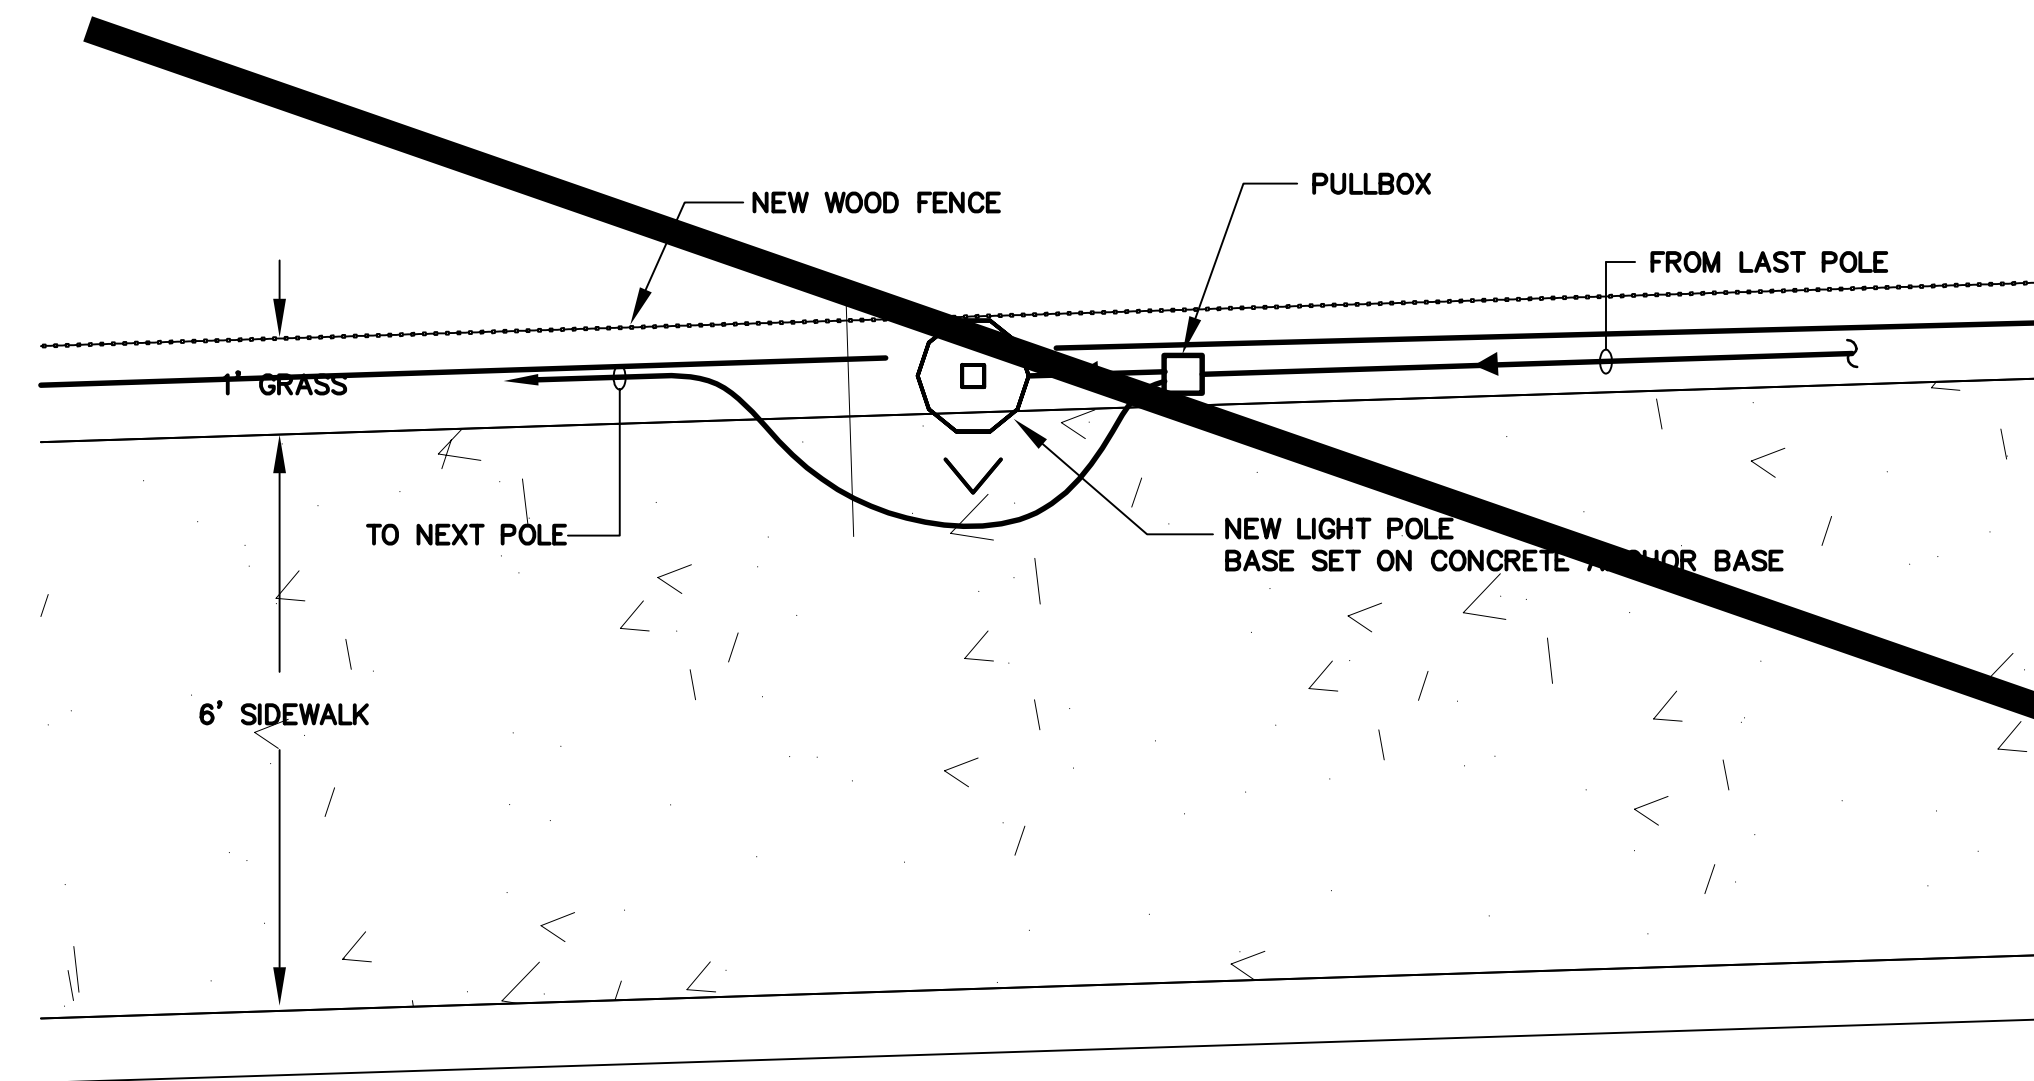 NEW WOOD FENCE
PULLBOX
FROM LAST POLE
1' GRASS
TO NEXT POLE
NEW LIGHT POLE
BASE SET ON CONCRETE ANCHOR BASE
6' SIDEWALK